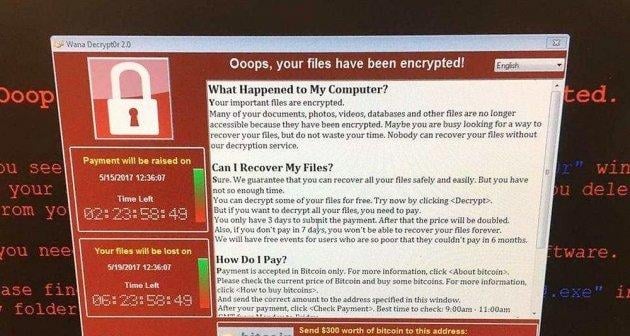 Wana Decrypt0r 2.0
Ooops, your files have been encrypted!
English
Ooop
ted.
What Happened to My Computer?
Your important files are encrypted.
Many of your documents, photos, videos, databases and other files are no longer
accessible because they have been encrypted. Maybe you are busy looking for a way to
recover your files, but do not waste your time. Nobody can recover your files without
our decryption service.
Payment will be raised on
5/15/2017 12:36:07
Time Left
02:23:58:49
Can I Recover My Files?
Sure. We guarantee that you can recover all your files safely and easily. But you have
not so enough time.
You can decrypt some of your files for free. Try now by clicking <Decrypt>.
But if you want to decrypt all your files, you need to pay.
You only have 3 days to submit the payment. After that the price will be doubled.
Also, if you don't pay in 7 days, you won't be able to recover your files forever.
We will have free events for users who are so poor that they couldn't pay in 6 months.
ou see
r" win
your
ou dele
rom yo
Your files will be lost on
5/19/2017 12:36:07
Time Left
06:23:58:49
How Do I Pay?
Payment is accepted in Bitcoin only. For more information, click <About bitcoin>.
Please check the current price of Bitcoin and buy some bitcoins. For more information,
click <How to buy bitcoins>.
And send the correct amount to the address specified in this window.
After your payment, click <Check Payment>. Best time to check: 9:00am - 11:00am
ou nee
ftware.
ase fin
.exe" i
y folder
Send $300 worth of bitcoin to this address: